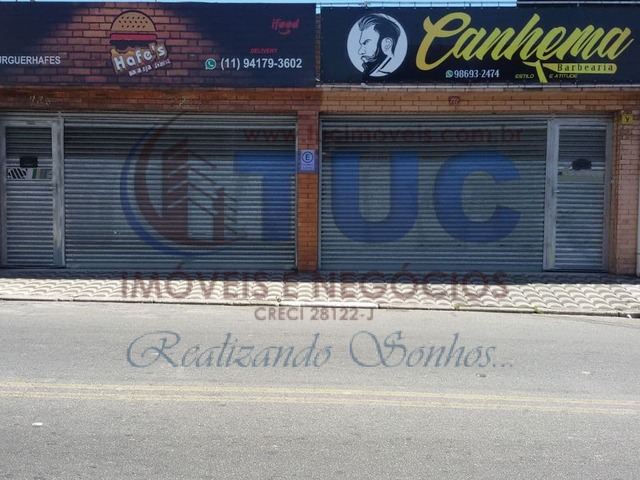 ifood
DELIVERY
(11) 94179-3602
URGUERHAFES
Hafe's
Canhema
Barbearia
98693-2474
ESTILO E ATITUDE
E
www.tucimoveis.com.br
TUC
IMÓVEIS E NEGÓCIOS
CRECI 28122-J
Realizando Sonhos...